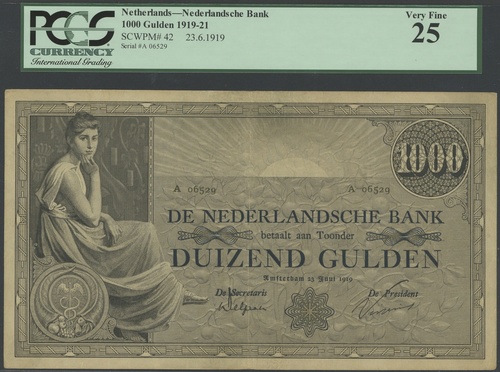 PCGS
CURRENCY
International Grading
Netherlands—Nederlandsche Bank
1000 Gulden 1919-21
SCWPM# 42 23.6.1919
Serial #A 06529
Very Fine
25
1000
A 06529 A 06529
DE NEDERLANDSCHE BANK
betaalt aan Toonder
DUIZEND GULDEN
Amsterdam 23 Juni 1919
De Secretaris De President